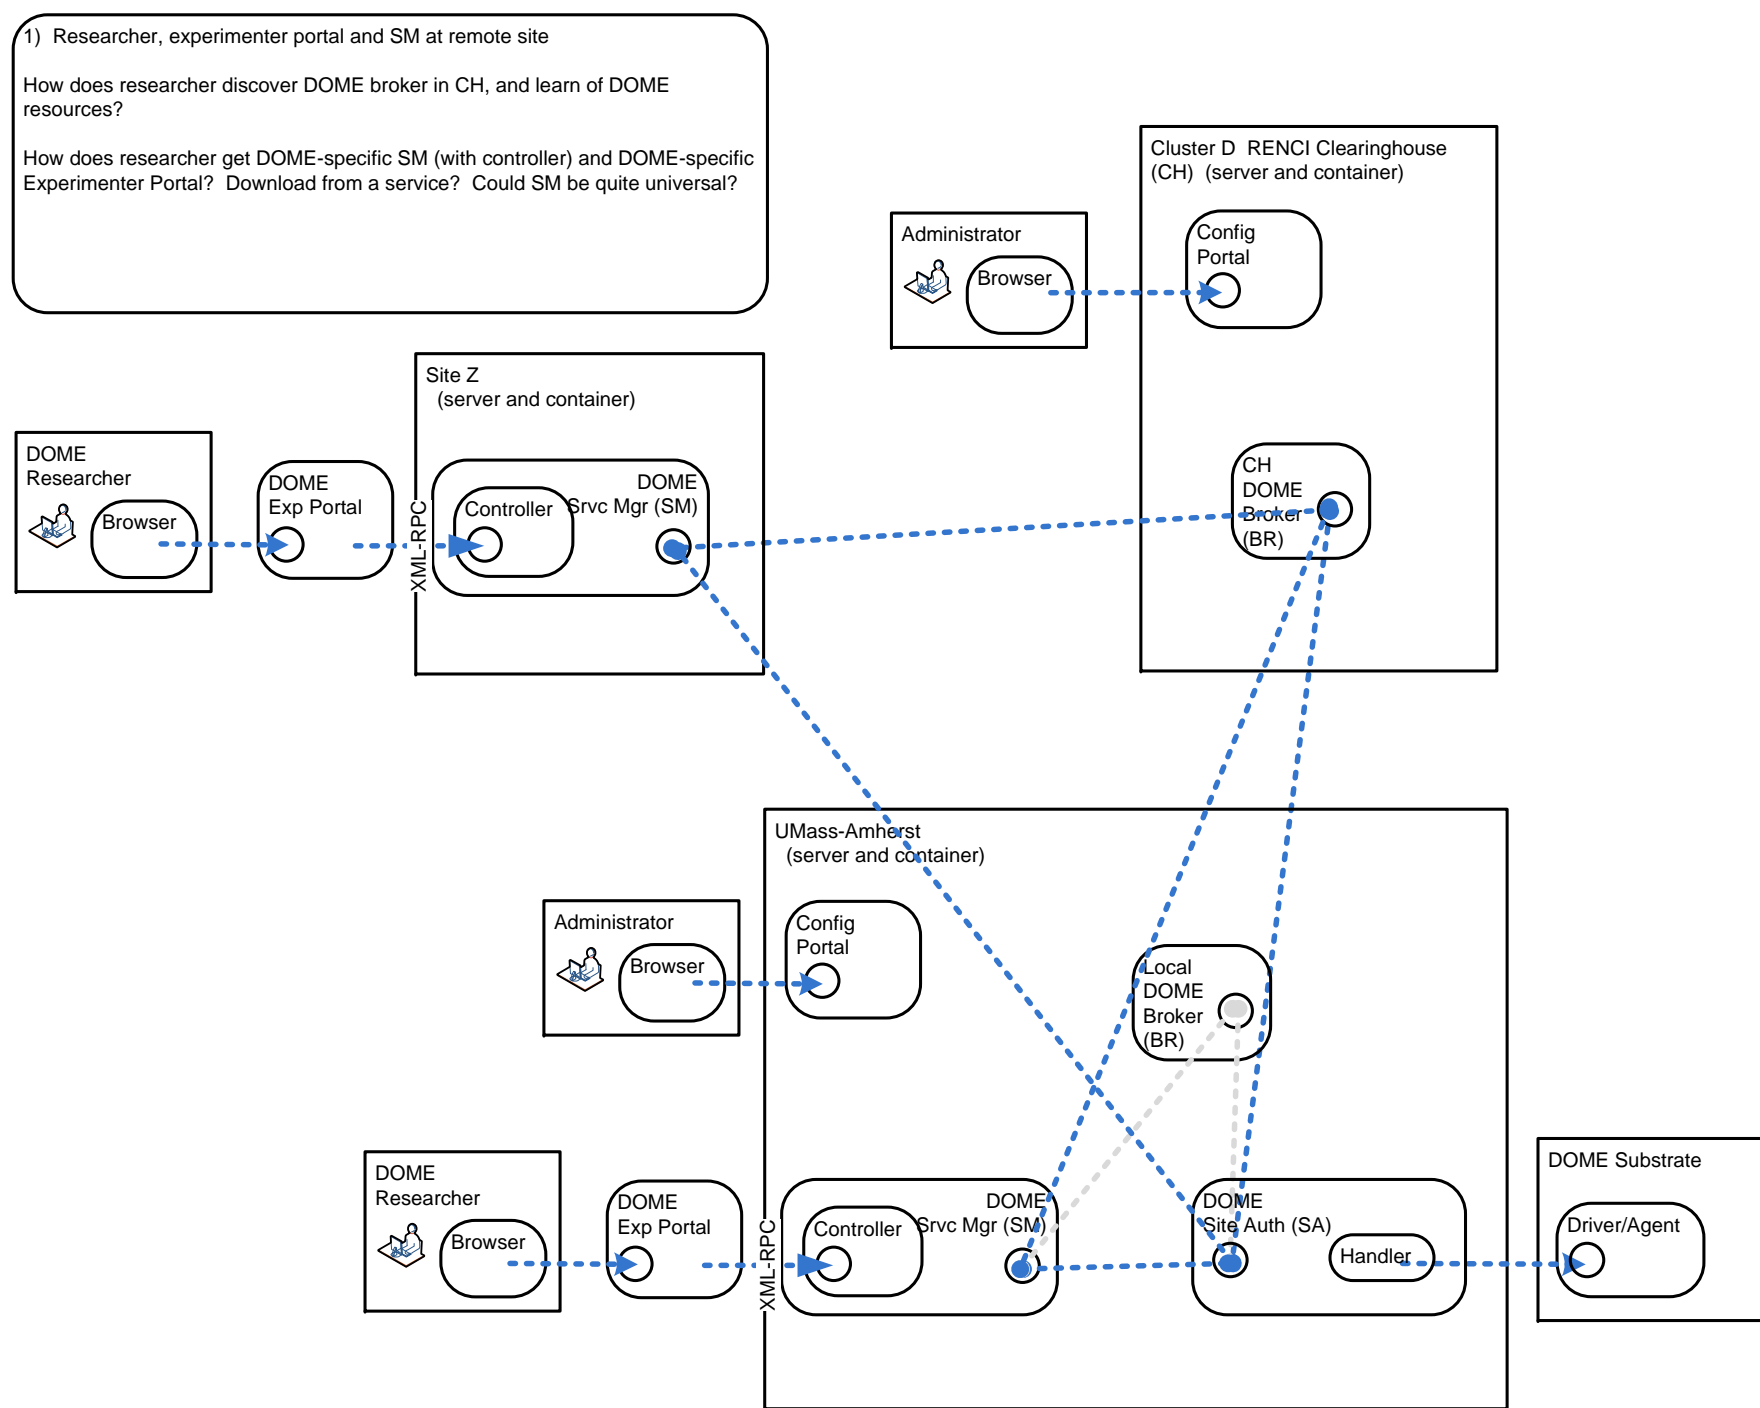 1)  Researcher, experimenter portal and SM at remote site
How does researcher discover DOME broker in CH, and learn of DOME
resources?
How does researcher get DOME-specific SM (with controller) and DOME-specific
Experimenter Portal?  Download from a service?  Could SM be quite universal?
Cluster D  RENCI Clearinghouse
(CH)  (server and container)
Administrator
Browser
Config
Portal
Site Z
(server and container)
DOME
Researcher
Browser
DOME
Exp Portal
XML-RPC
Controller
DOME
Srvc Mgr (SM)
CH
DOME
Broker
(BR)
UMass-Amherst
(server and container)
Administrator
Browser
Config
Portal
Local
DOME
Broker
(BR)
DOME
Researcher
Browser
DOME
Exp Portal
XML-RPC
Controller
DOME
Srvc Mgr (SM)
DOME
Site Auth (SA)
Handler
DOME Substrate
Driver/Agent